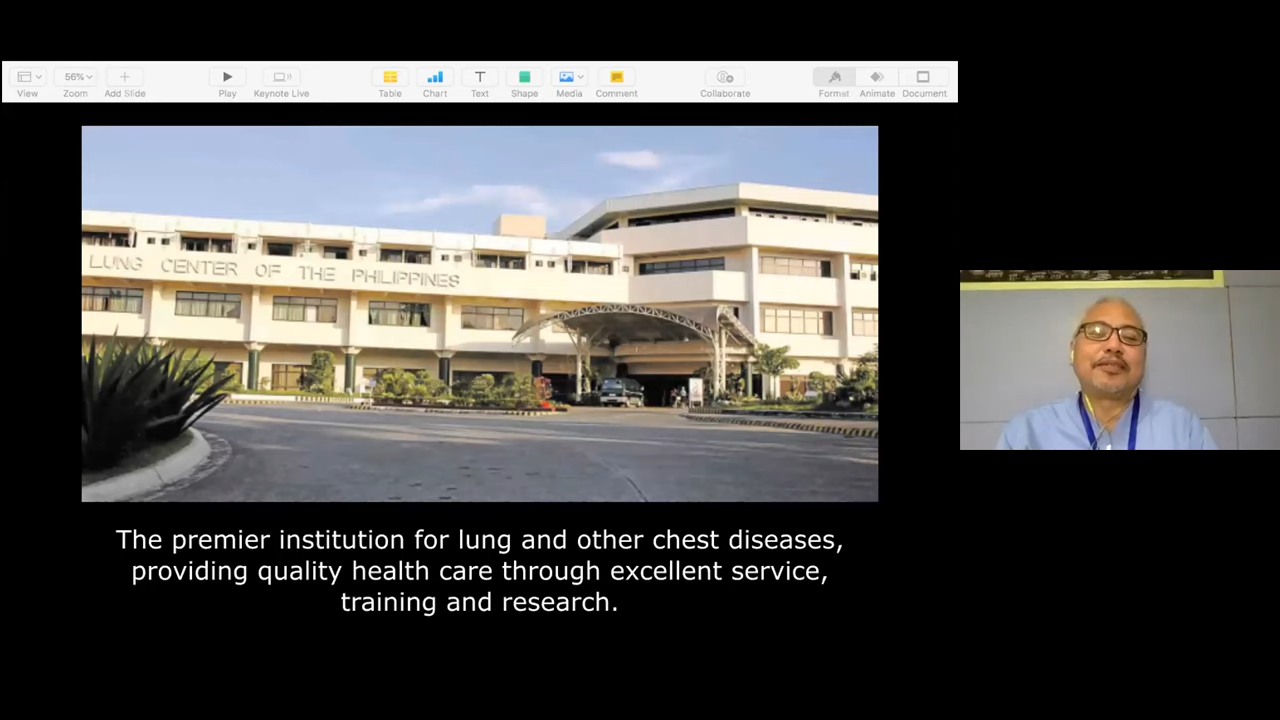 View
56%
Zoom
Add Slide
Play
Keynote Live
Table
Chart
Text
Shape
Media
Comment
Collaborate
Format
Animate
Document
LUNG CENTER OF THE PHILIPPINES
The premier institution for lung and other chest diseases,
providing quality health care through excellent service,
training and research.